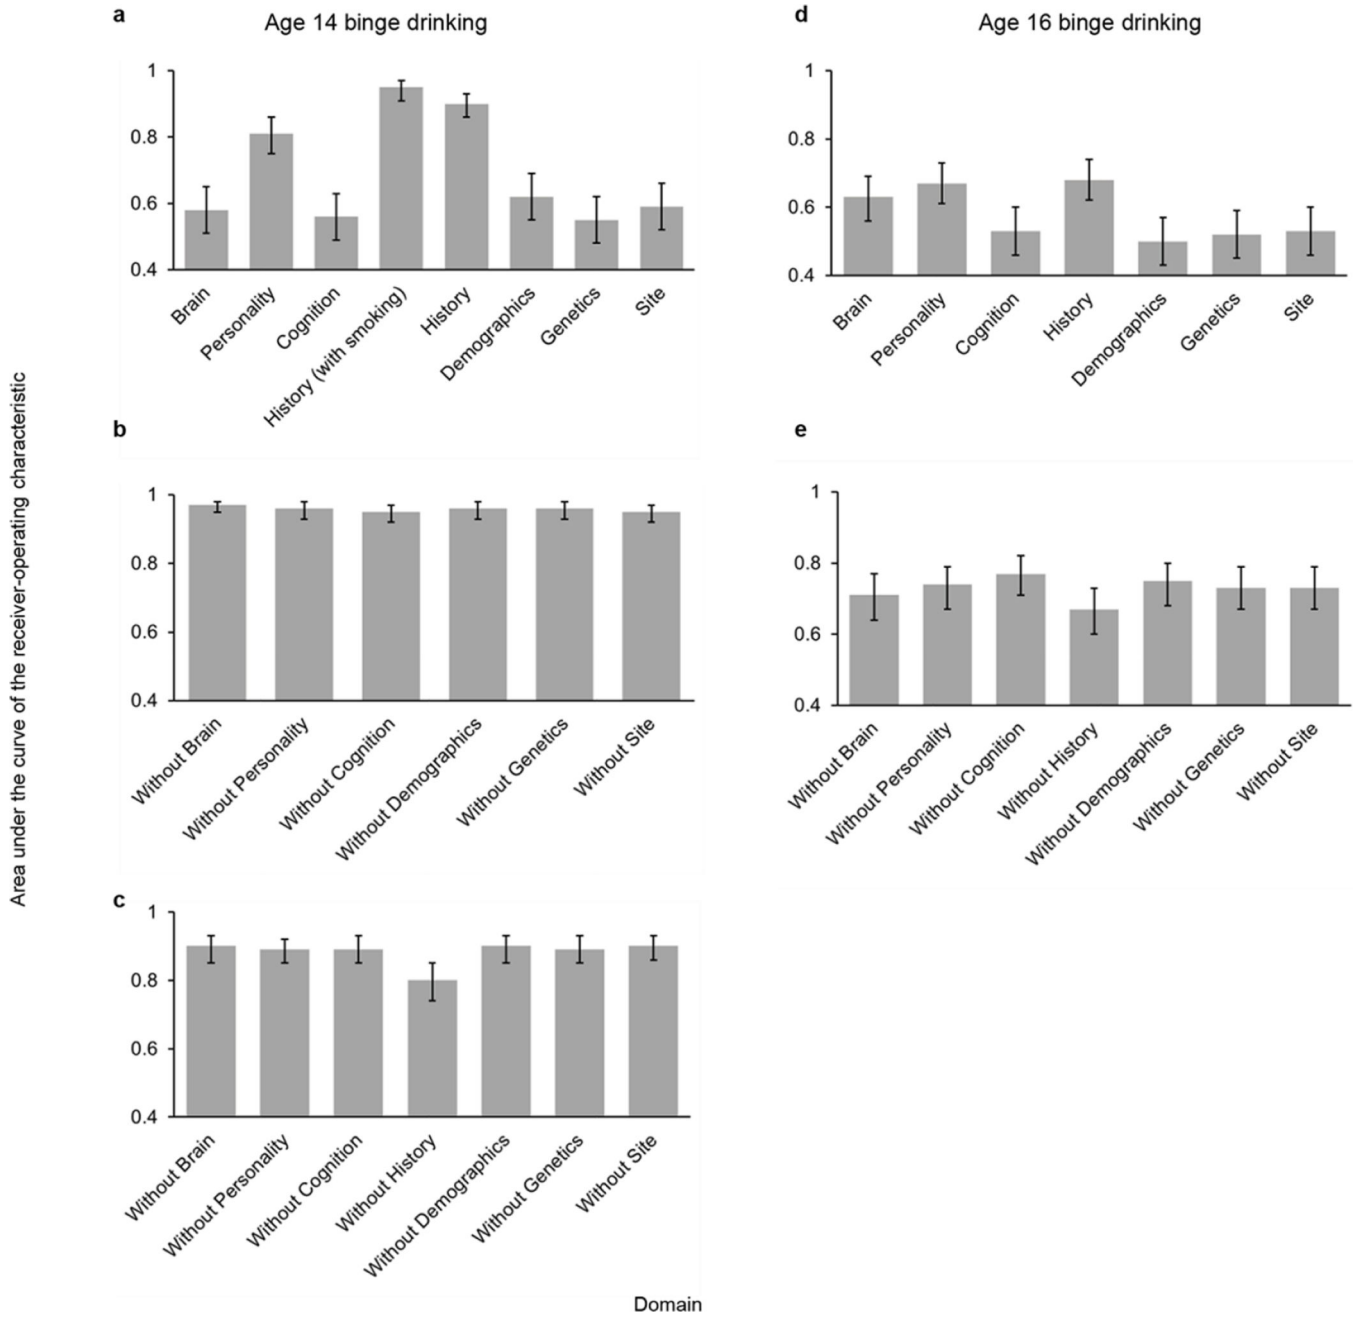 a
Age 14 binge drinking
1
0.8
0.6
0.4
Brain
Personality
Cognition
History (with smoking)
History
Demographics
Genetics
Site
b
1
0.8
0.6
0.4
Without Brain
Without Personality
Without Cognition
Without Demographics
Without Genetics
Without Site
c
1
0.8
0.6
0.4
Without Brain
Without Personality
Without Cognition
Without History
Without Demographics
Without Genetics
Without Site
d
Age 16 binge drinking
1
0.8
0.6
0.4
Brain
Personality
Cognition
History
Demographics
Genetics
Site
e
1
0.8
0.6
0.4
Without Brain
Without Personality
Without Cognition
Without History
Without Demographics
Without Genetics
Without Site
Area under the curve of the receiver-operating characteristic
Domain